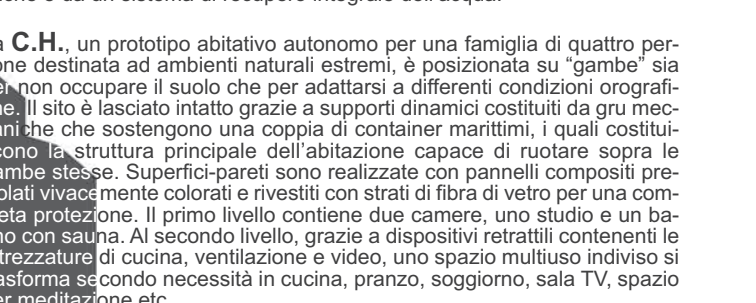 a C.H., un prototipo abitativo autonomo per una famiglia di quattro per-
one destinata ad ambienti naturali estremi, è posizionata su “gambe” sia
er non occupare il suolo che per adattarsi a differenti condizioni orografi-
he. Il sito è lasciato intatto grazie a supporti dinamici costituiti da gru mec-
aniche che sostengono una coppia di container marittimi, i quali costitui-
cono la struttura principale dell’abitazione capace di ruotare sopra le
ambe stesse. Superfici-pareti sono realizzate con pannelli compositi pre-
olati vivacemente colorati e rivestiti con strati di fibra di vetro per una com-
eta protezione. Il primo livello contiene due camere, uno studio e un ba-
no con sauna. Al secondo livello, grazie a dispositivi retrattili contenenti le
trezzature di cucina, ventilazione e video, uno spazio multiuso indiviso si
asforma secondo necessità in cucina, pranzo, soggiorno, sala TV, spazio
er meditazione etc.